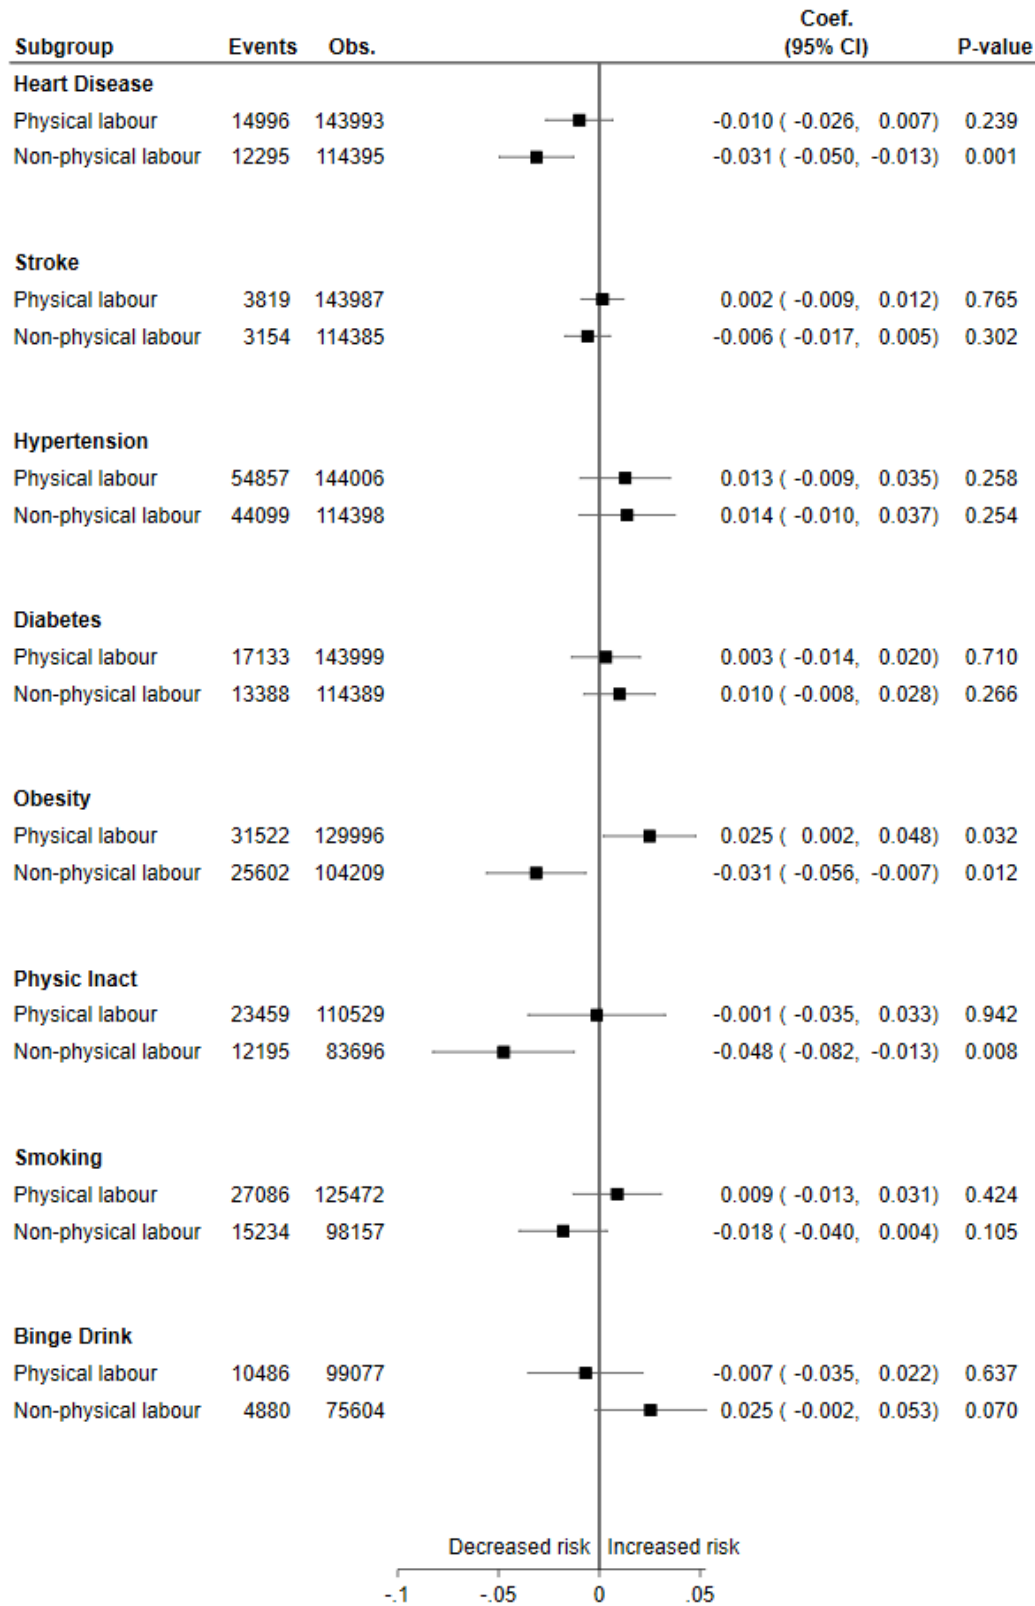 Coef.
Subgroup Events Obs. (95% CI) P-value
Heart Disease
Physical labour 14996 143993 -0.010 ( -0.026, 0.007) 0.239
Non-physical labour 12295 114395 -0.031 ( -0.050, -0.013) 0.001
Stroke
Physical labour 3819 143987 0.002 ( -0.009, 0.012) 0.765
Non-physical labour 3154 114385 -0.006 ( -0.017, 0.005) 0.302
Hypertension
Physical labour 54857 144006 0.013 ( -0.009, 0.035) 0.258
Non-physical labour 44099 114398 0.014 ( -0.010, 0.037) 0.254
Diabetes
Physical labour 17133 143999 0.003 ( -0.014, 0.020) 0.710
Non-physical labour 13388 114389 0.010 ( -0.008, 0.028) 0.266
Obesity
Physical labour 31522 129996 0.025 ( 0.002, 0.048) 0.032
Non-physical labour 25602 104209 -0.031 ( -0.056, -0.007) 0.012
Physic Inact
Physical labour 23459 110529 -0.001 ( -0.035, 0.033) 0.942
Non-physical labour 12195 83696 -0.048 ( -0.082, -0.013) 0.008
Smoking
Physical labour 27086 125472 0.009 ( -0.013, 0.031) 0.424
Non-physical labour 15234 98157 -0.018 ( -0.040, 0.004) 0.105
Binge Drink
Physical labour 10486 99077 -0.007 ( -0.035, 0.022) 0.637
Non-physical labour 4880 75604 0.025 ( -0.002, 0.053) 0.070
Decreased risk Increased risk
-.1 -.05 0 .05